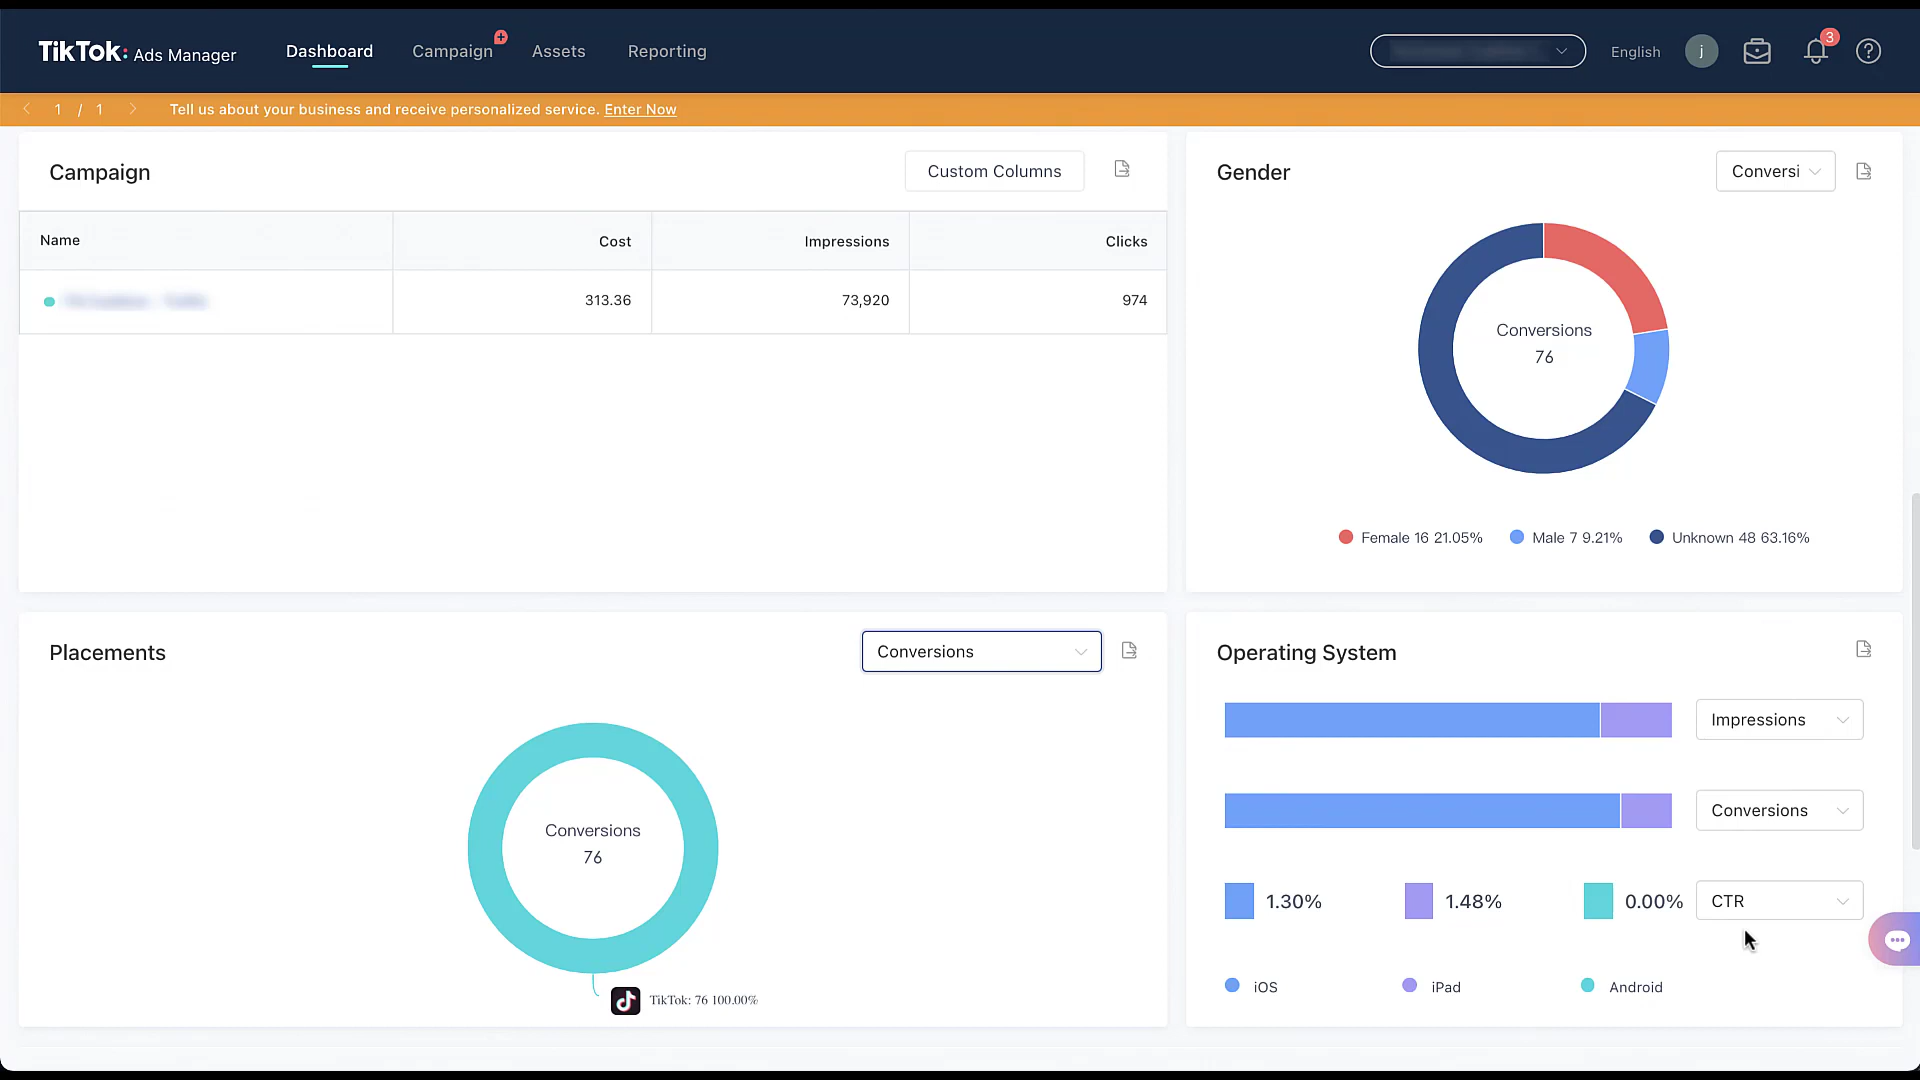 TikTok: Ads Manager
Dashboard
Campaign
Assets
Reporting
English
j
3
?
1 / 1
Tell us about your business and receive personalized service. Enter Now
Campaign
Custom Columns
Name
Cost
Impressions
Clicks
313.36
73,920
974
Gender
Conversi
Conversions
76
Female 16 21.05%
Male 7 9.21%
Unknown 48 63.16%
Placements
Conversions
Conversions
76
TikTok: 76 100.00%
Operating System
Impressions
Conversions
1.30%
1.48%
0.00%
CTR
iOS
iPad
Android